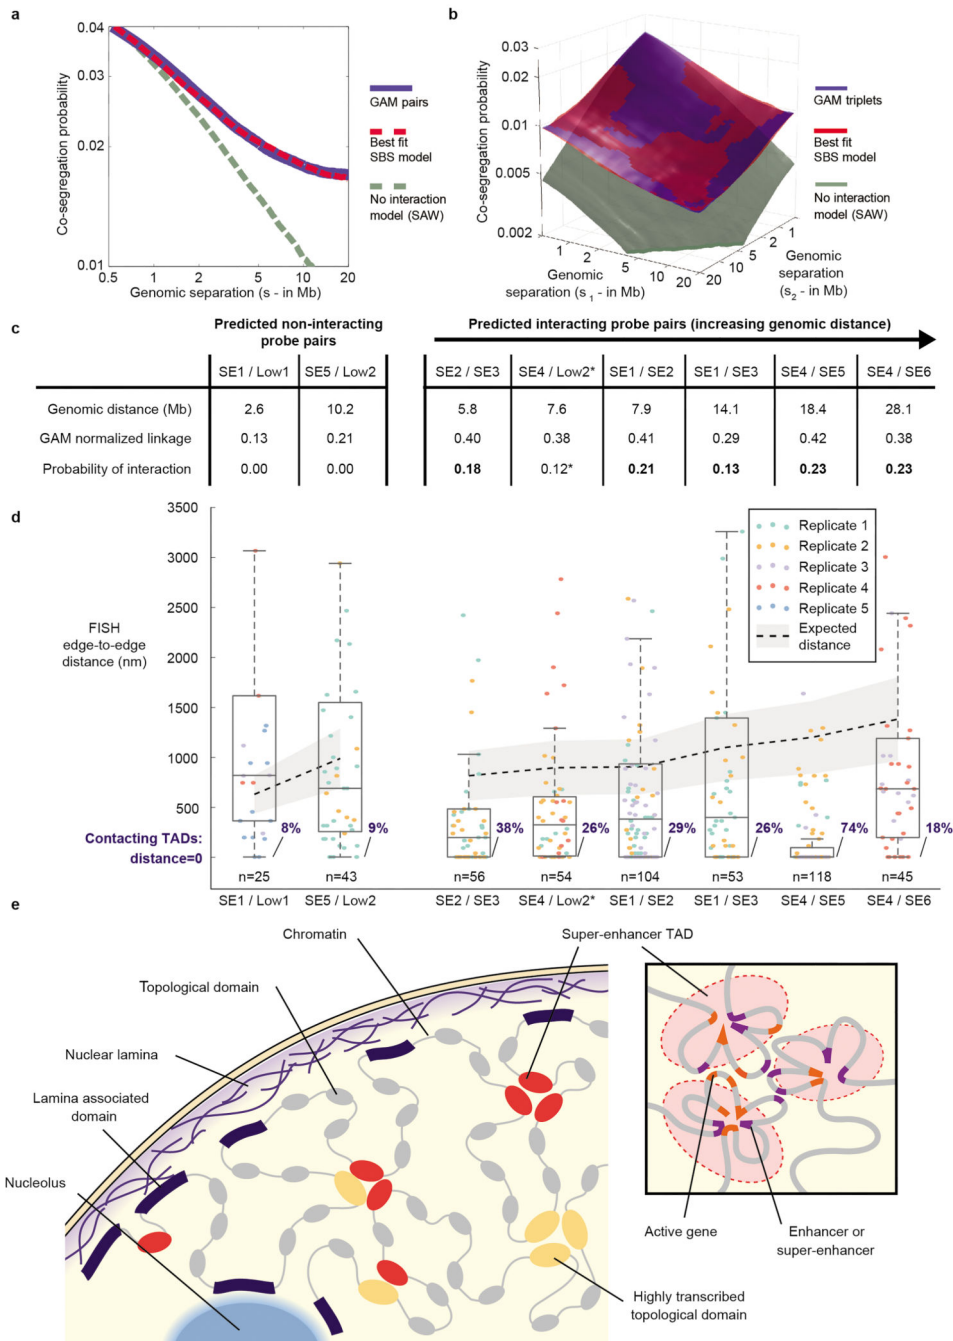 a
Co-segregation probability
0.04
0.03
0.02
0.01
0.5 1 2 5 10 20
Genomic separation (s - in Mb)
GAM pairs
Best fit
SBS model
No interaction
model (SAW)
b
Co-segregation probability
0.03
0.02
0.01
0.005
0.002
1 2 5 10 20
Genomic
separation (s1 - in Mb)
20 10 5 2 1
Genomic
separation
(s2 - in Mb)
GAM triplets
Best fit
SBS model
No interaction
model (SAW)
c
Predicted non-interacting
probe pairs
Predicted interacting probe pairs (increasing genomic distance)
SE1 / Low1 SE5 / Low2 SE2 / SE3 SE4 / Low2* SE1 / SE2 SE1 / SE3 SE4 / SE5 SE4 / SE6
Genomic distance (Mb) 2.6 10.2 5.8 7.6 7.9 14.1 18.4 28.1
GAM normalized linkage 0.13 0.21 0.40 0.38 0.41 0.29 0.42 0.38
Probability of interaction 0.00 0.00 0.18 0.12* 0.21 0.13 0.23 0.23
d
FISH
edge-to-edge
distance (nm)
3500
3000
2500
2000
1500
1000
500
Contacting TADs:
distance=0
Replicate 1
Replicate 2
Replicate 3
Replicate 4
Replicate 5
Expected
distance
8% 9% 38% 26% 29% 26% 74% 18%
n=25 n=43 n=56 n=54 n=104 n=53 n=118 n=45
SE1 / Low1 SE5 / Low2 SE2 / SE3 SE4 / Low2* SE1 / SE2 SE1 / SE3 SE4 / SE5 SE4 / SE6
e
Chromatin
Super-enhancer TAD
Topological domain
Nuclear lamina
Lamina associated
domain
Nucleolus
Active gene
Enhancer or
super-enhancer
Highly transcribed
topological domain